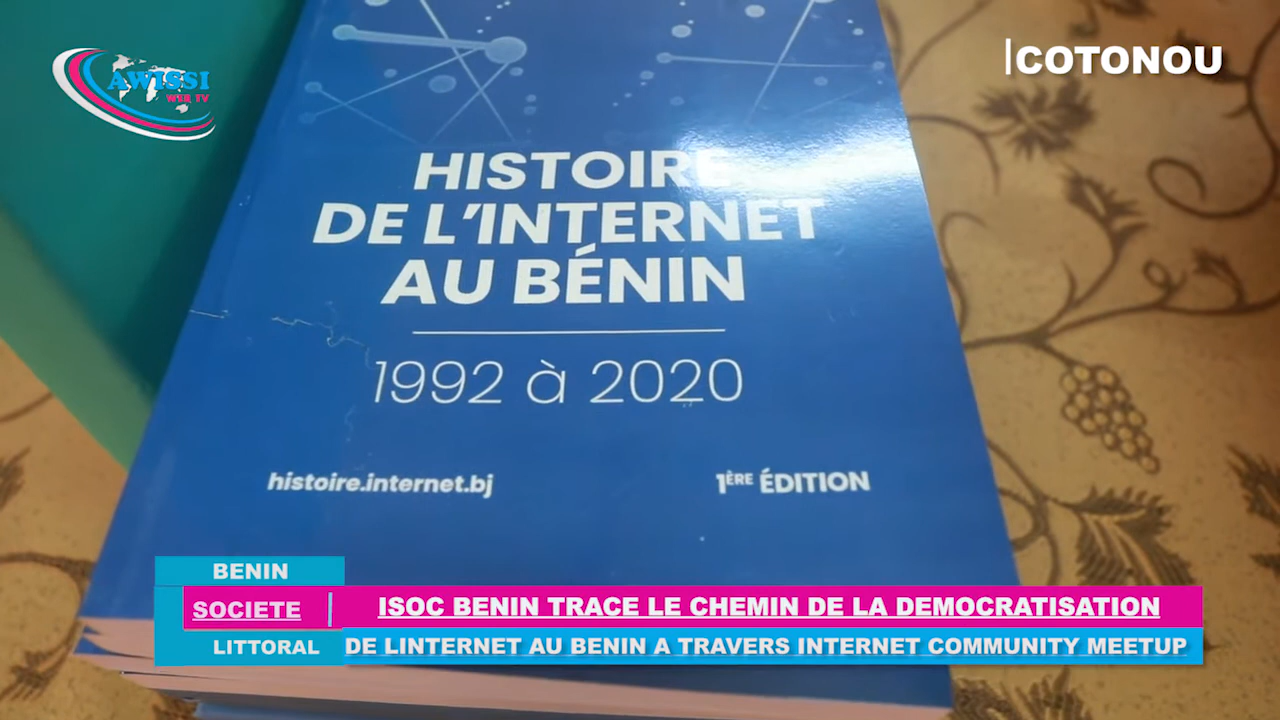 AWISSI
WEB TV
|COTONOU
HISTOIRE
DE L'INTERNET
AU BÉNIN
1992 à 2020
histoire.internet.bj
1ÈRE ÉDITION
BENIN
SOCIETE
LITTORAL
ISOC BENIN TRACE LE CHEMIN DE LA DEMOCRATISATION
DE LINTERNET AU BENIN A TRAVERS INTERNET COMMUNITY MEETUP